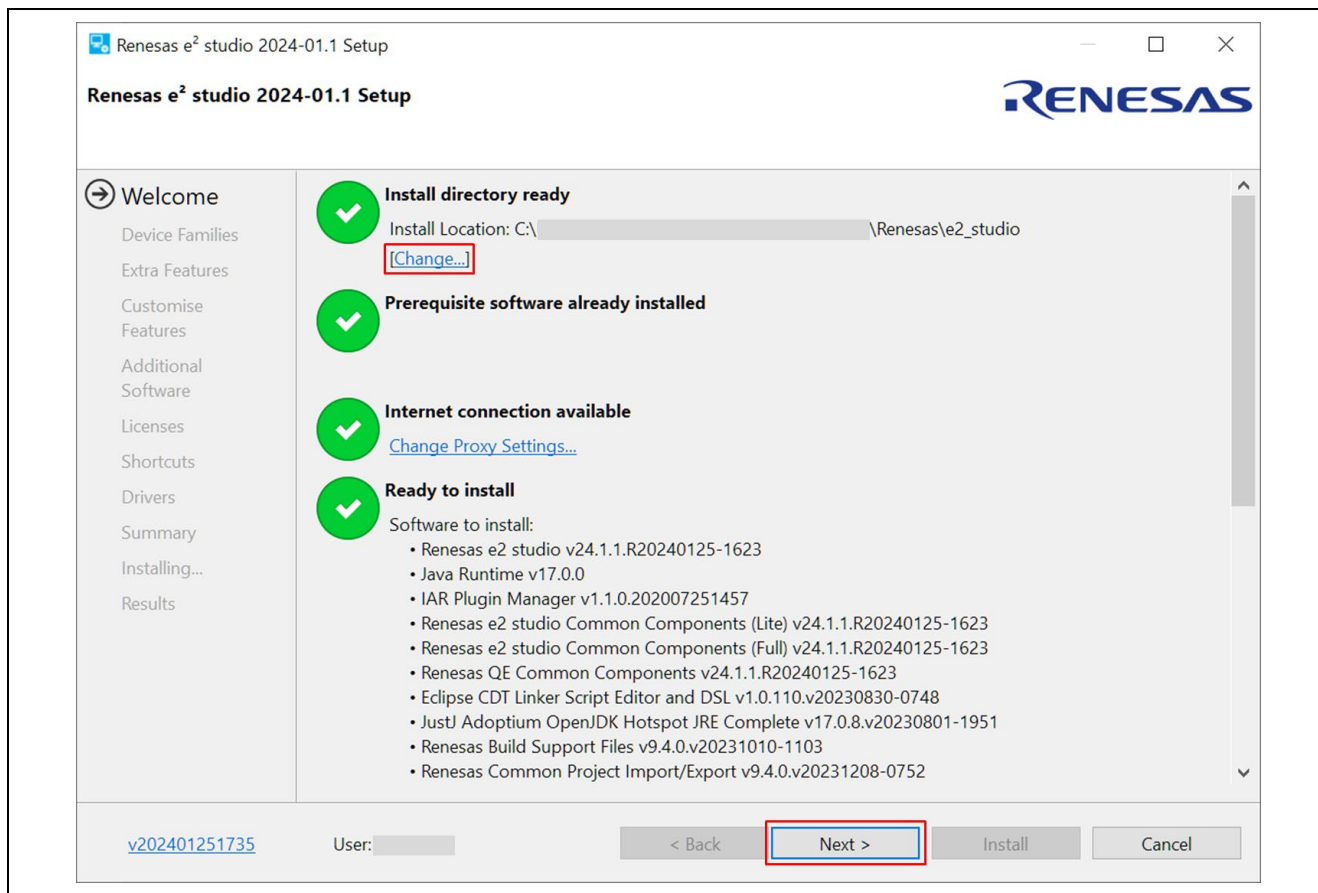 Renesas e² studio 2024-01.1 Setup
Renesas e² studio 2024-01.1 Setup
RENESAS
Welcome
Device Families
Extra Features
Customise
Features
Additional
Software
Licenses
Shortcuts
Drivers
Summary
Installing...
Results
Install directory ready
Install Location: C:\ \Renesas\e2_studio
[Change...]
Prerequisite software already installed
Internet connection available
Change Proxy Settings...
Ready to install
Software to install:
• Renesas e2 studio v24.1.1.R20240125-1623
• Java Runtime v17.0.0
• IAR Plugin Manager v1.1.0.202007251457
• Renesas e2 studio Common Components (Lite) v24.1.1.R20240125-1623
• Renesas e2 studio Common Components (Full) v24.1.1.R20240125-1623
• Renesas QE Common Components v24.1.1.R20240125-1623
• Eclipse CDT Linker Script Editor and DSL v1.0.110.v20230830-0748
• JustJ Adoptium OpenJDK Hotspot JRE Complete v17.0.8.v20230801-1951
• Renesas Build Support Files v9.4.0.v20231010-1103
• Renesas Common Project Import/Export v9.4.0.v20231208-0752
v202401251735 User: < Back Next > Install Cancel